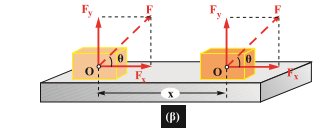 Fy F Fy F
θ θ
O Fx O Fx
x
(β)